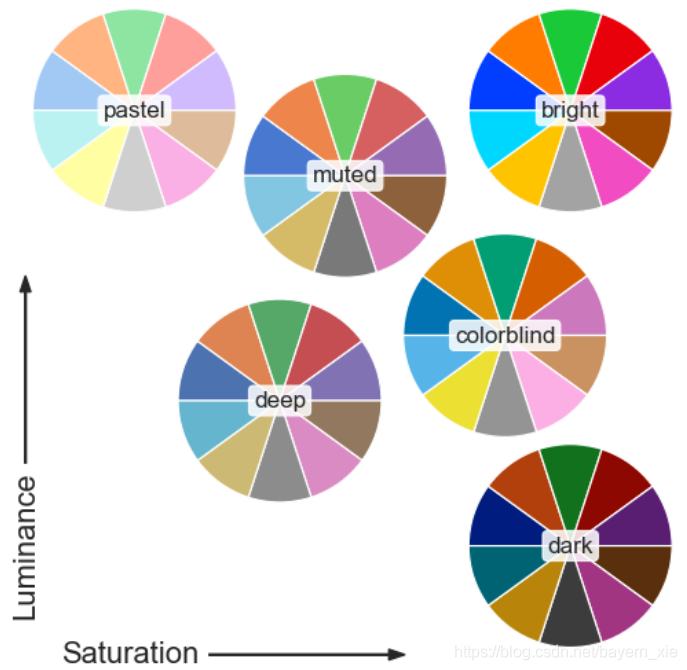 pastel
bright
muted
colorblind
deep
dark
Luminance
Saturation
https://blog.csdn.net/bayern_xie